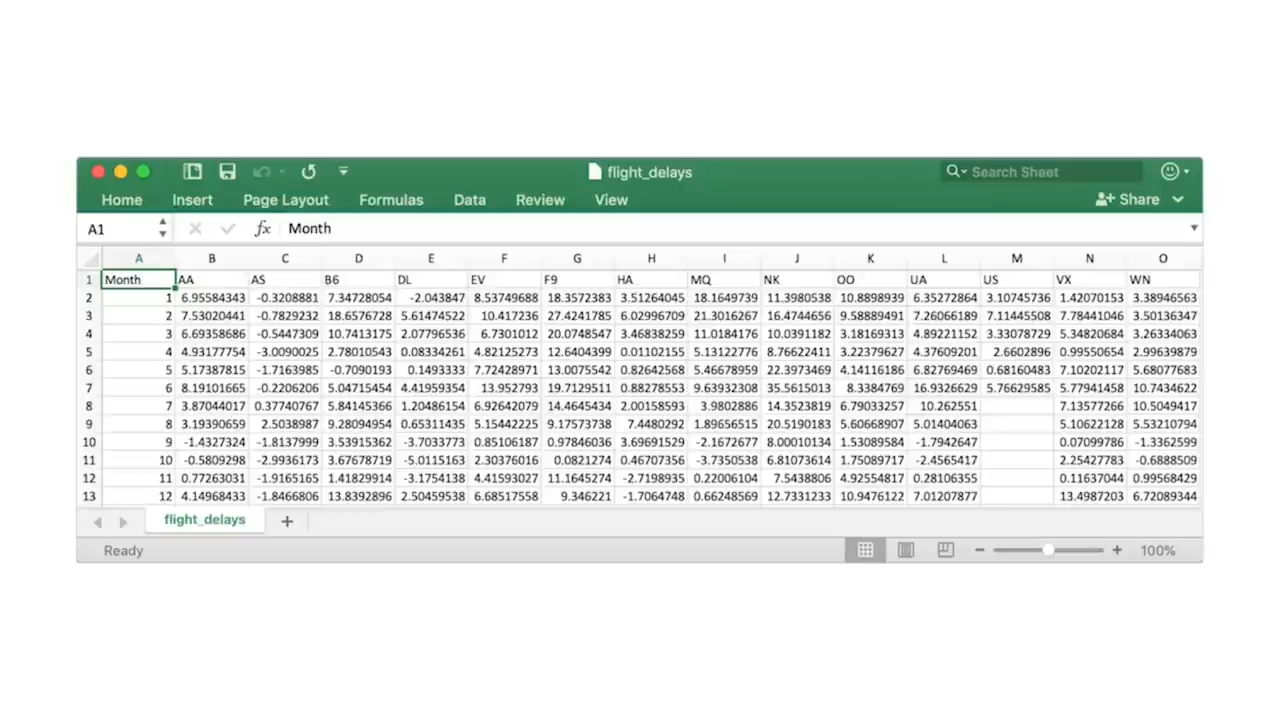 flight_delays
Search Sheet
Home Insert Page Layout Formulas Data Review View Share
A1 fx Month
A B C D E F G H I J K L M N O
1 Month AA AS B6 DL EV F9 HA MQ NK OO UA US VX WN
2 1 6.95584343 -0.3208881 7.34728054 -2.043847 8.53749688 18.3572383 3.51264045 18.1649739 11.3980538 10.8898939 6.35272864 3.10745736 1.42070153 3.38946563
3 2 7.53020441 -0.7829232 18.6576728 5.61474522 10.417236 27.4241785 6.02996709 21.3016267 16.4744656 9.58889491 7.26066189 7.11445508 7.78441046 3.50136347
4 3 6.69358686 -0.5447309 10.7413175 2.07796536 6.7301012 20.0748547 3.46838259 11.0184176 10.0391182 3.18169313 4.89221152 3.33078729 5.34820684 3.26334063
5 4 4.93177754 -3.0090025 2.78010543 0.08334261 4.82125273 12.6404399 0.01102155 5.13122776 8.76622411 3.22379627 4.37609201 2.6602896 0.99550654 2.99639879
6 5 5.17387815 -1.7163985 -0.7090193 0.1493333 7.72428971 13.0075542 0.82642568 5.46678959 22.3973469 4.14116186 6.82769469 0.68160483 7.10202117 5.68077683
7 6 8.19101665 -0.2206206 5.04715454 4.41959354 13.952793 19.7129511 0.88278553 9.63932308 35.5615013 8.3384769 16.9326629 5.76629585 5.77941458 10.7434622
8 7 3.87044017 0.37740767 5.84145366 1.20486154 6.92642079 14.4645434 2.00158593 3.9802886 14.3523819 6.79033257 10.262551 7.13577266 10.5049417
9 8 3.19390659 2.5038987 9.28094954 0.65311435 5.15442225 9.17573738 7.4480292 1.89656515 20.5190183 5.60668907 5.01404063 5.10622128 5.53210794
10 9 -1.4327324 -1.8137999 3.53915362 -3.7033773 0.85106187 0.97846036 3.69691529 -2.1672677 8.00010134 1.53089584 -1.7942647 0.07099786 -1.3362599
11 10 -0.5809298 -2.9936173 3.67678719 -5.0115163 2.30376016 0.0821274 0.46707356 -3.7350538 6.81073614 1.75089717 -2.4565417 2.25427783 -0.6888509
12 11 0.77263031 -1.9165165 1.41829914 -3.1754138 4.41593027 11.1645274 -2.7198935 0.22006104 7.5438806 4.92554817 0.28106355 0.11637044 0.99568429
13 12 4.14968433 -1.8466806 13.8392896 2.50459538 6.68517558 9.346221 -1.7064748 0.66248569 12.7331233 10.9476122 7.01207877 13.4987203 6.72089344
flight_delays
Ready 100%